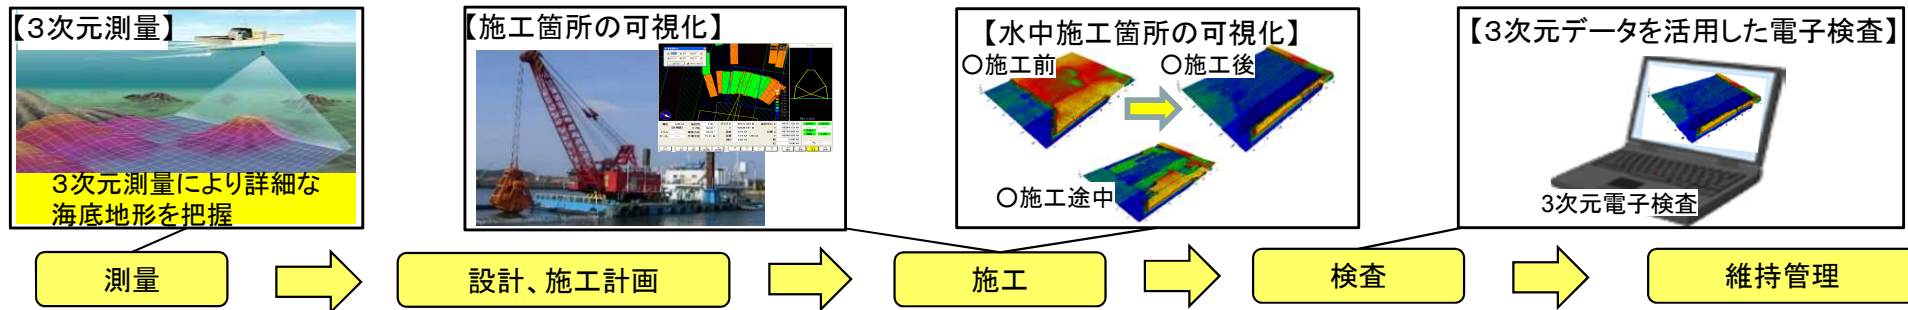 【3次元測量】
3次元測量により詳細な
海底地形を把握
【施工箇所の可視化】
【水中施工箇所の可視化】
〇施工前
〇施工後
〇施工途中
【3次元データを活用した電子検査】
3次元電子検査
測量
設計、施工計画
施工
検査
維持管理